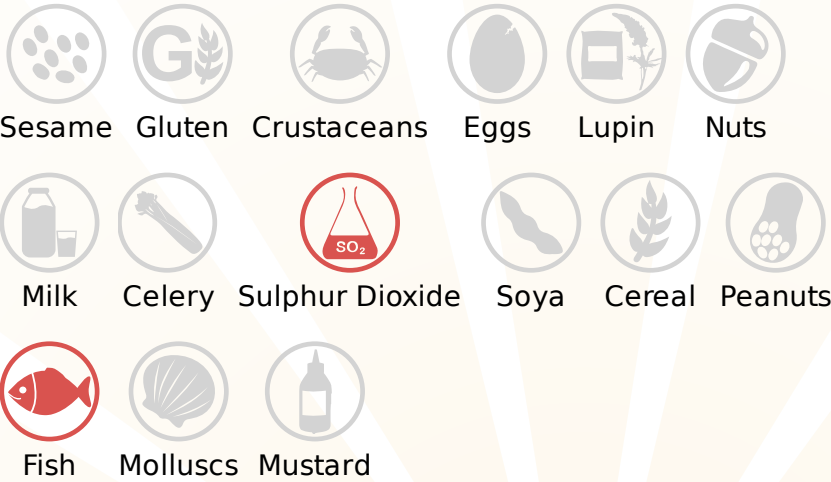 G
Sesame Gluten Crustaceans Eggs Lupin Nuts
SO₂
Milk Celery Sulphur Dioxide Soya Cereal Peanuts
Fish Molluscs Mustard